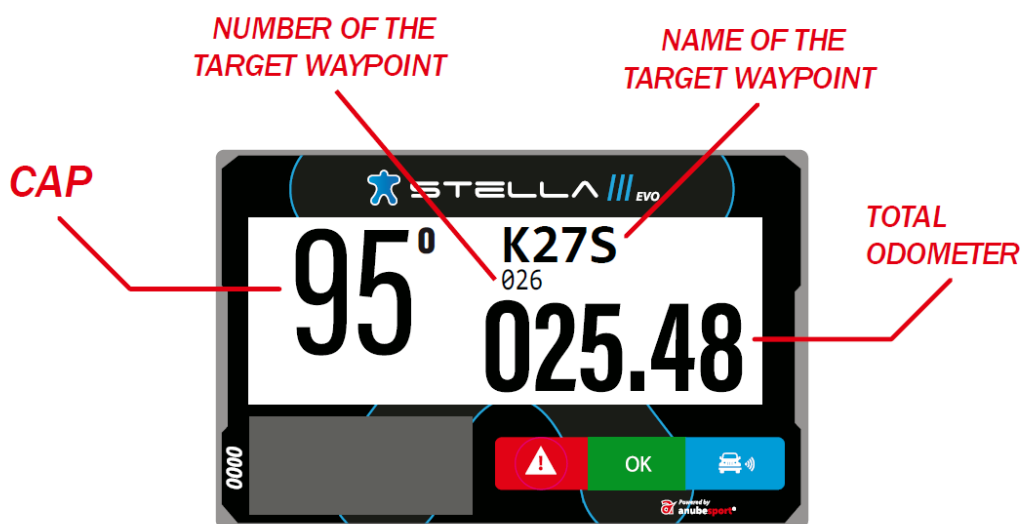 NUMBER OF THE
TARGET WAYPOINT
NAME OF THE
TARGET WAYPOINT
CAP
TOTAL
ODOMETER
STELLA III EVO
95°
K27S
026
025.48
0000
OK
Powered by
anubesport